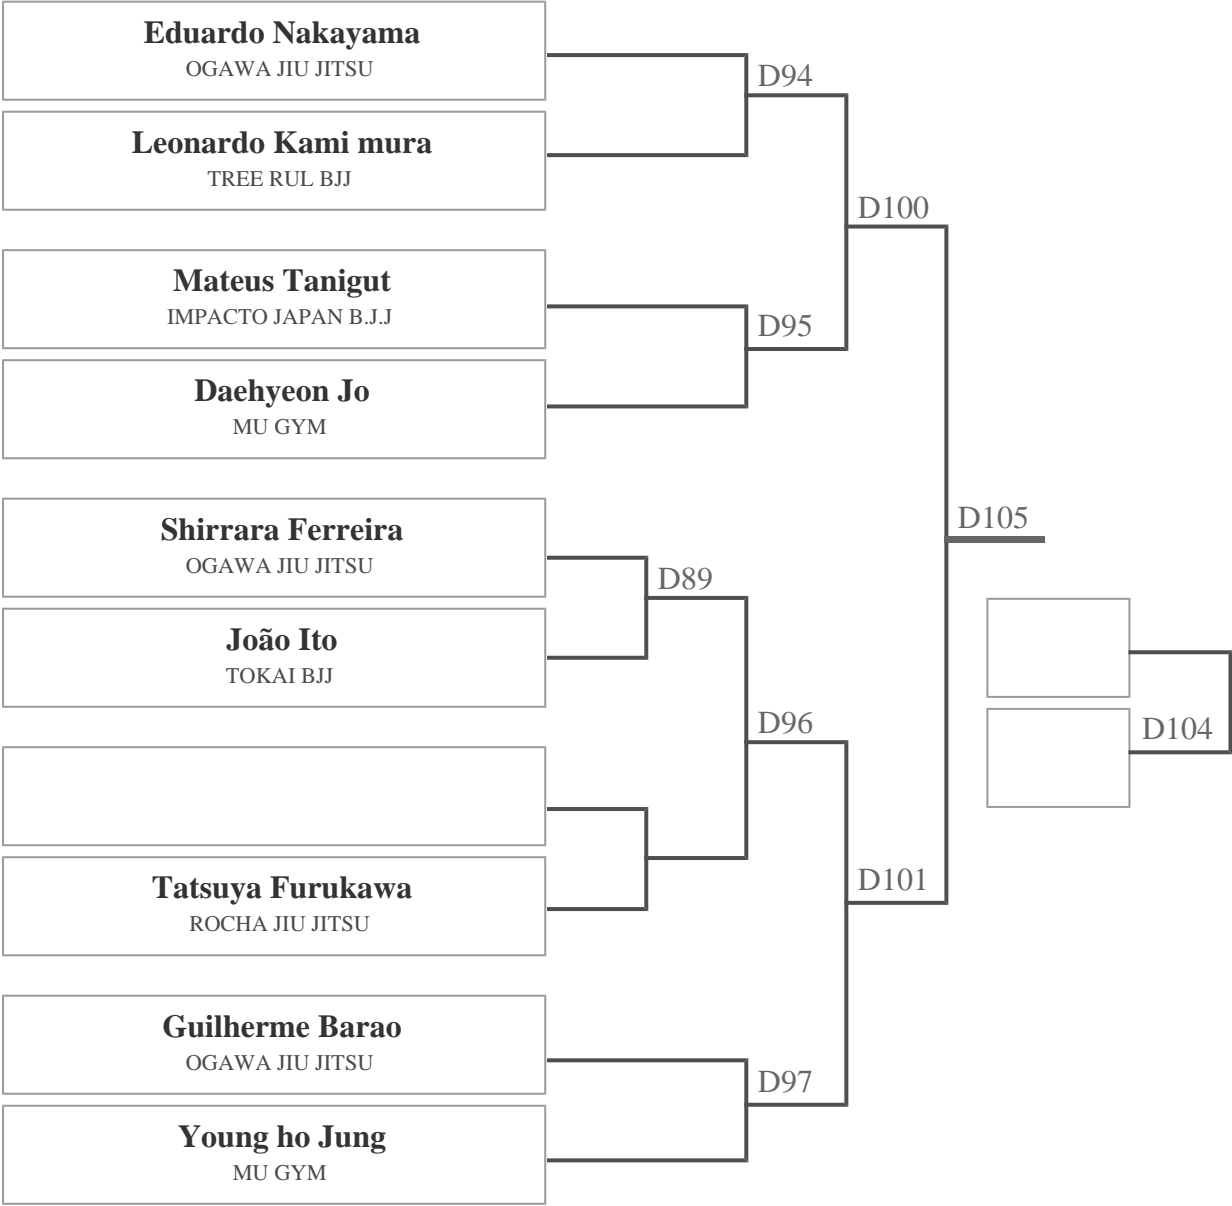 Eduardo Nakayama
OGAWA JIU JITSU
D94
Leonardo Kami mura
TREE RUL BJJ
D100
Mateus Tanigut
IMPACTO JAPAN B.J.J
D95
Daehyeon Jo
MU GYM
Shirrara Ferreira
OGAWA JIU JITSU
D105
D89
João Ito
TOKAI BJJ
D96
D104
Tatsuya Furukawa
ROCHA JIU JITSU
D101
Guilherme Barao
OGAWA JIU JITSU
D97
Young ho Jung
MU GYM